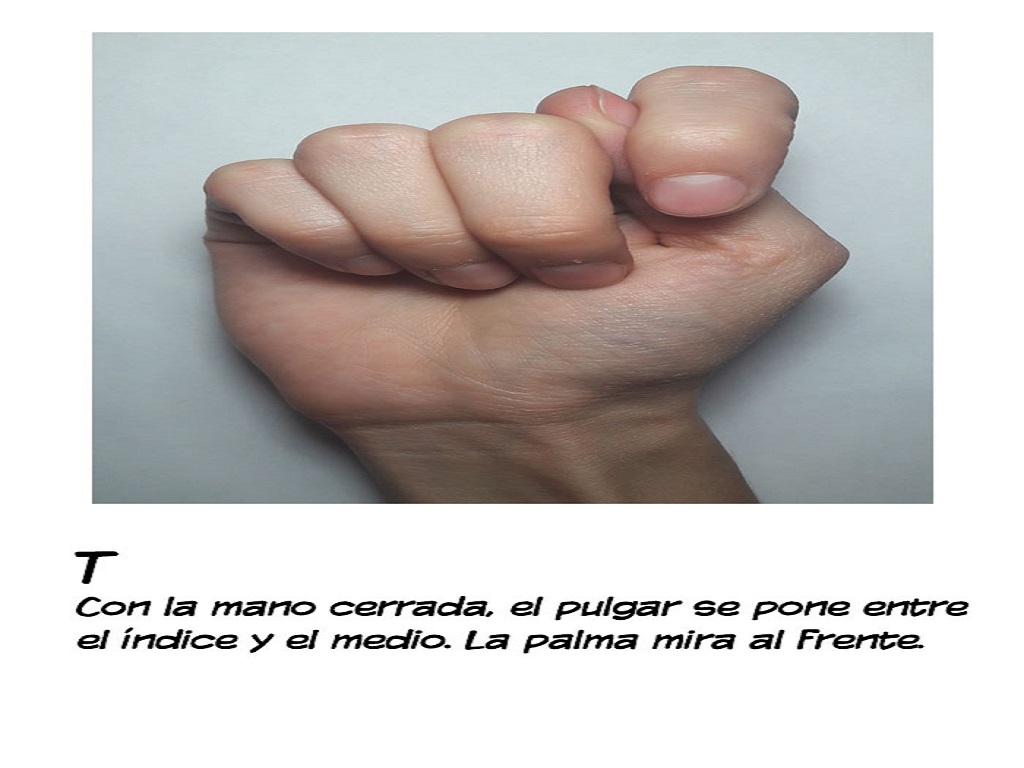 T
Con la mano cerrada, el pulgar se pone entre
el índice y el medio. La palma mira al frente.